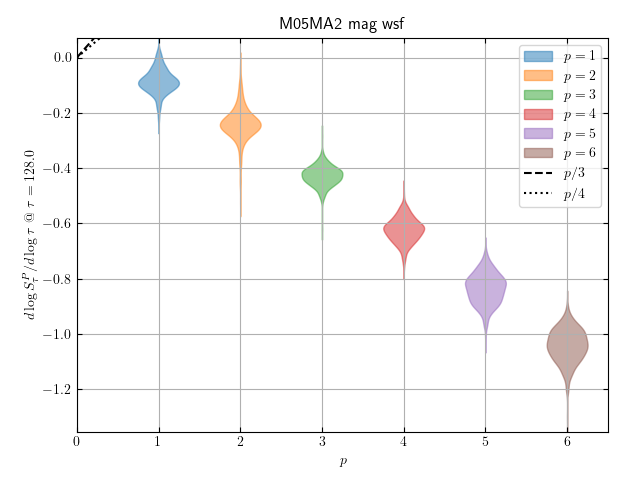 M05MA2 mag wsf
d log S_τ^P / d log τ @ τ = 128.0
0.0
−0.2
−0.4
−0.6
−0.8
−1.0
−1.2
0 1 2 3 4 5 6
p
p = 1
p = 2
p = 3
p = 4
p = 5
p = 6
p/3
p/4